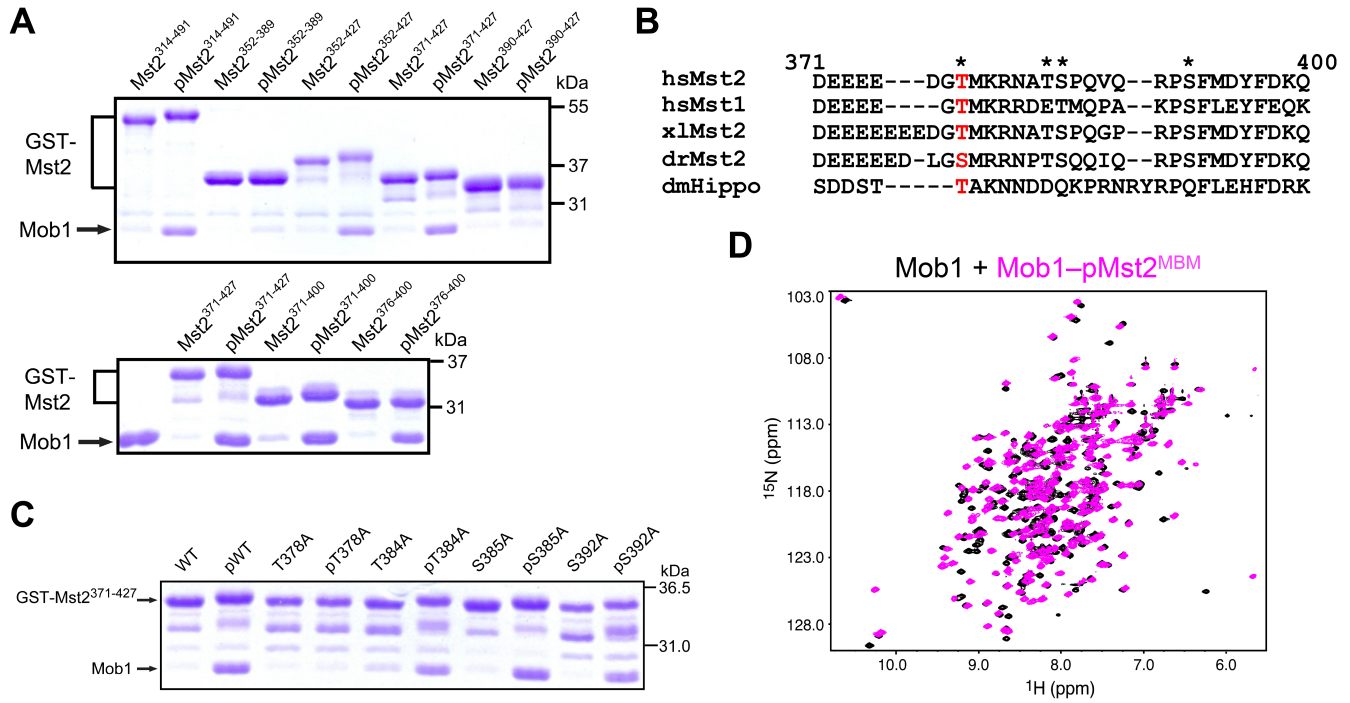 A
Mst2314-491 pMst2314-491 Mst2352-389 pMst2352-389 Mst2352-427 pMst2352-427 Mst2371-427 pMst2371-427 Mst2390-427 pMst2390-427
kDa
55
GST-
Mst2
37
31
Mob1
Mst2371-427 pMst2371-427 Mst2371-400 pMst2371-400 Mst2376-400 pMst2376-400
kDa
37
GST-
Mst2
31
Mob1
B
371 * ** * 400
hsMst2 DEEEE---DGTMKRNATSPQVQ--RPSFMDYFDKQ
hsMst1 DEEEE---DGTMKRRDETMQPA--KPSFLEYFEQK
xlMst2 DEEEEEEEDGTMKRNATSPQGP--RPSFMDYFDKQ
drMst2 DEEEEED-LGSMRRNPTSQQIQ--RPSFMDYFDKQ
dmHippo SDDST-----TAKNNDDQKPRNRYRPQFLEHFDRK
C
WT pWT T378A pT378A T384A pT384A S385A pS385A S392A pS392A
kDa
GST-Mst2371-427
36.5
31.0
Mob1
D
Mob1 + Mob1–pMst2MBM
103.0
108.0
113.0
118.0
123.0
128.0
15N (ppm)
10.0 9.0 8.0 7.0 6.0
1H (ppm)